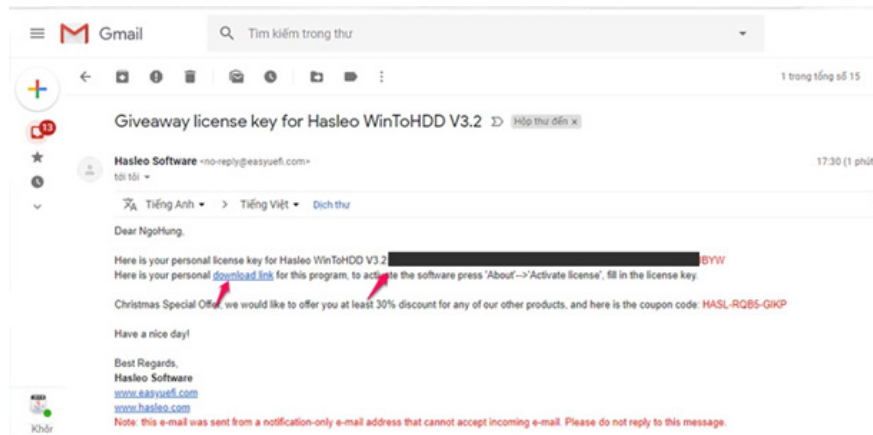 Gmail
Tìm kiếm trong thư
1 trong tổng số 15
Giveaway license key for Hasleo WinToHDD V3.2
Hộp thư đến x
13
Hasleo Software <no-reply@easyuefi.com>
17:30 (1 phút
tới tôi
Tiếng Anh > Tiếng Việt Dịch thư
Dear NgoHung,
Here is your personal license key for Hasleo WinToHDD V3.2: BYW
Here is your personal download link for this program, to activate the software press 'About'-->'Activate license', fill in the license key.
Christmas Special Offer, we would like to offer you at least 30% discount for any of our other products, and here is the coupon code: HASL-RQB5-GIKP
Have a nice day!
Best Regards,
Hasleo Software
www.easyuefi.com
www.hasleo.com
Note: this e-mail was sent from a notification-only e-mail address that cannot accept incoming e-mail. Please do not reply to this message.